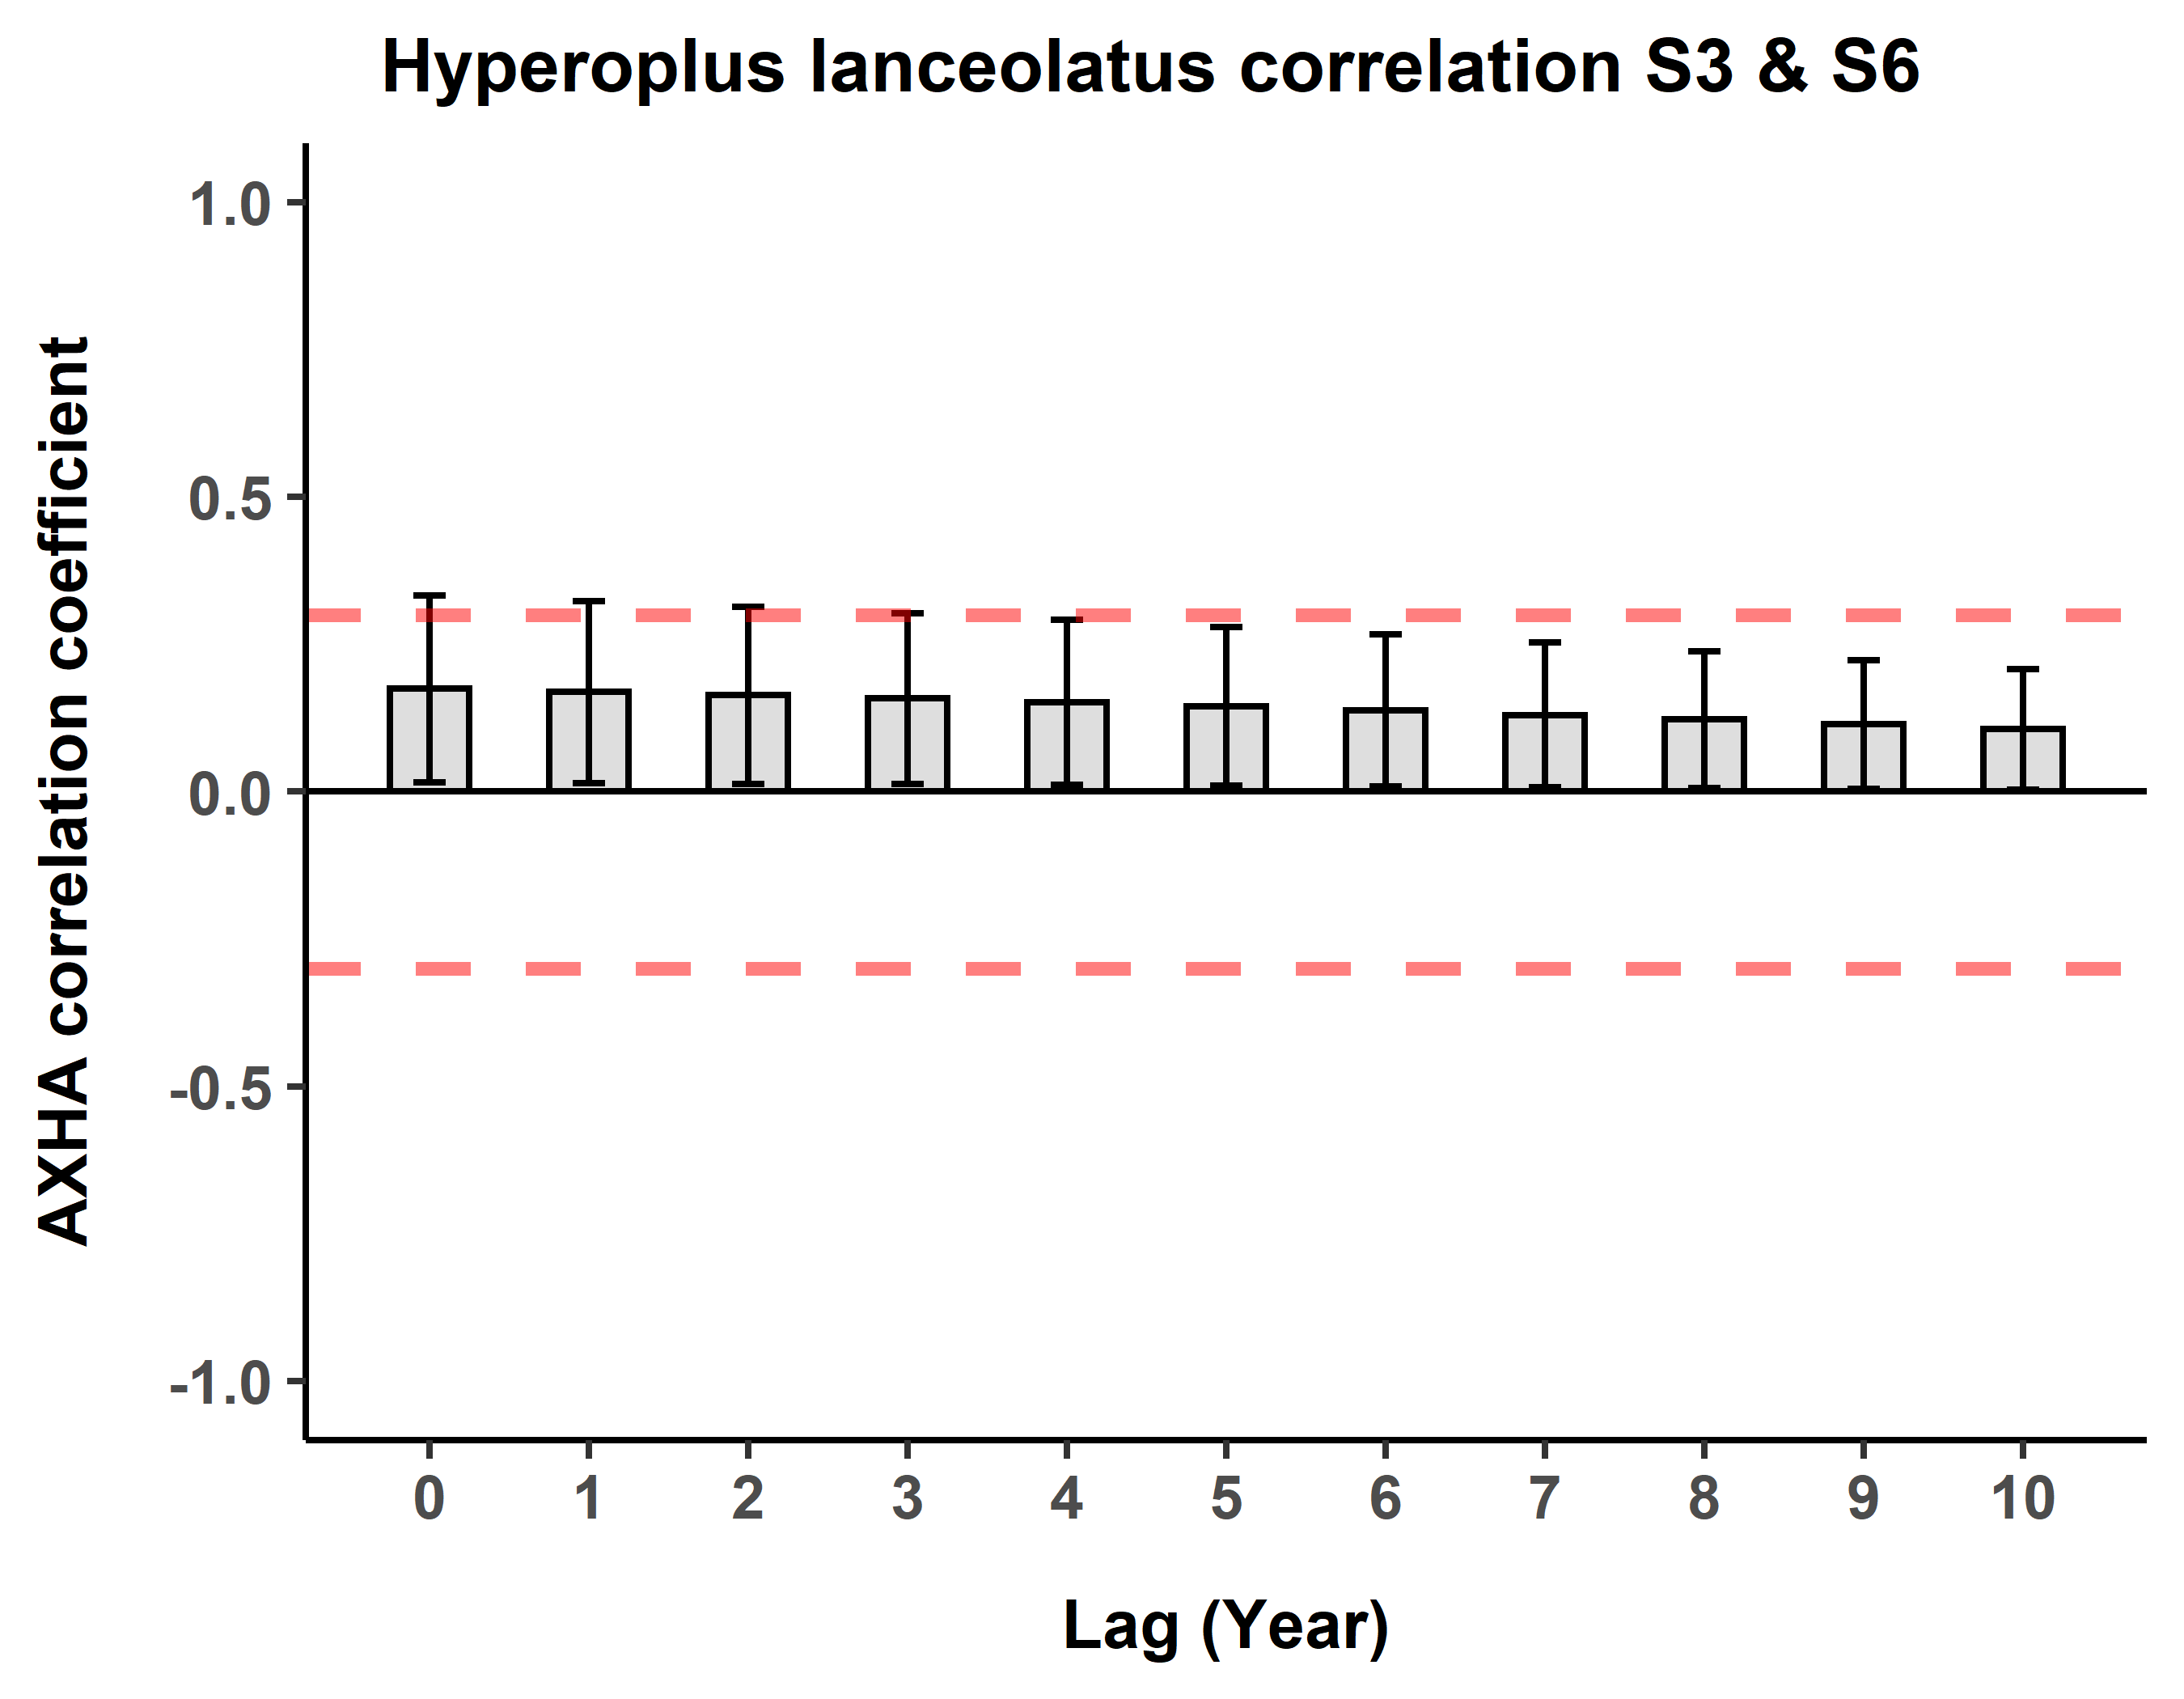 Hyperoplus lanceolatus correlation S3 & S6
AXHA correlation coefficient
1.0
0.5
0.0
-0.5
-1.0
0 1 2 3 4 5 6 7 8 9 10
Lag (Year)